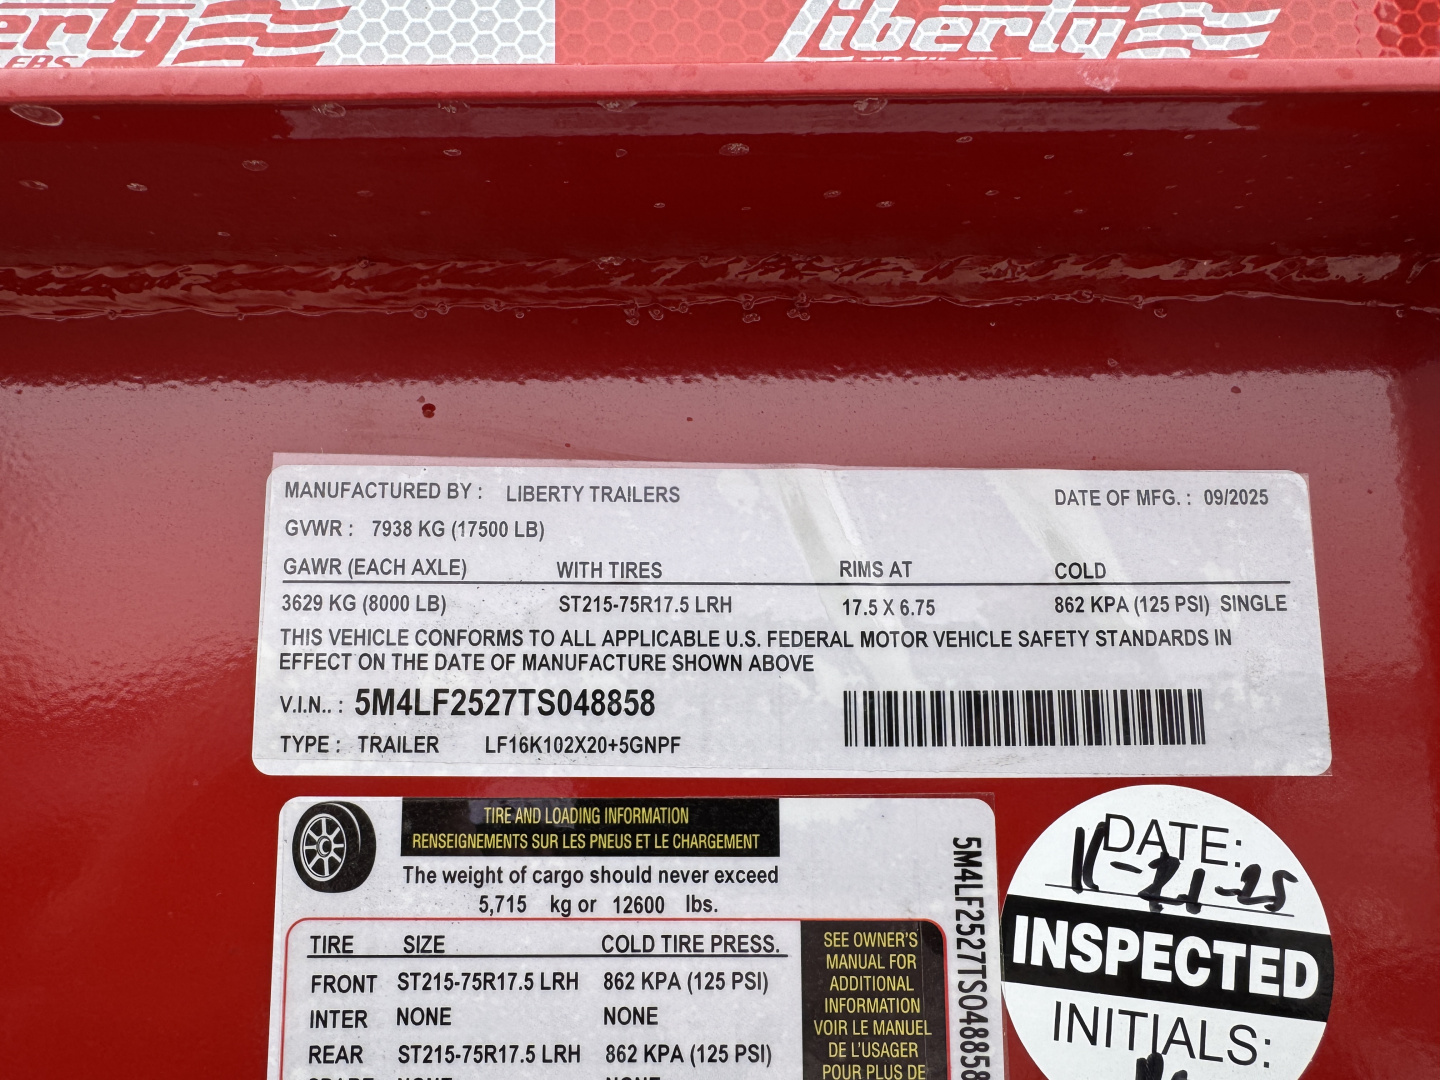 Liberty
TRAILERS
MANUFACTURED BY : LIBERTY TRAILERS DATE OF MFG. : 09/2025
GVWR : 7938 KG (17500 LB)
GAWR (EACH AXLE) WITH TIRES RIMS AT COLD
3629 KG (8000 LB) ST215-75R17.5 LRH 17.5 X 6.75 862 KPA (125 PSI) SINGLE
THIS VEHICLE CONFORMS TO ALL APPLICABLE U.S. FEDERAL MOTOR VEHICLE SAFETY STANDARDS IN
EFFECT ON THE DATE OF MANUFACTURE SHOWN ABOVE
V.I.N.. : 5M4LF2527TS048858
TYPE : TRAILER LF16K102X20+5GNPF
TIRE AND LOADING INFORMATION
RENSEIGNEMENTS SUR LES PNEUS ET LE CHARGEMENT
The weight of cargo should never exceed
5,715 kg or 12600 lbs.
TIRE SIZE COLD TIRE PRESS.
FRONT ST215-75R17.5 LRH 862 KPA (125 PSI)
INTER NONE NONE
REAR ST215-75R17.5 LRH 862 KPA (125 PSI)
SEE OWNER'S
MANUAL FOR
ADDITIONAL
INFORMATION
VOIR LE MANUEL
DE L'USAGER
POUR PLUS DE
5M4LF2527TS048858
DATE:
11-21-25
INSPECTED
INITIALS: